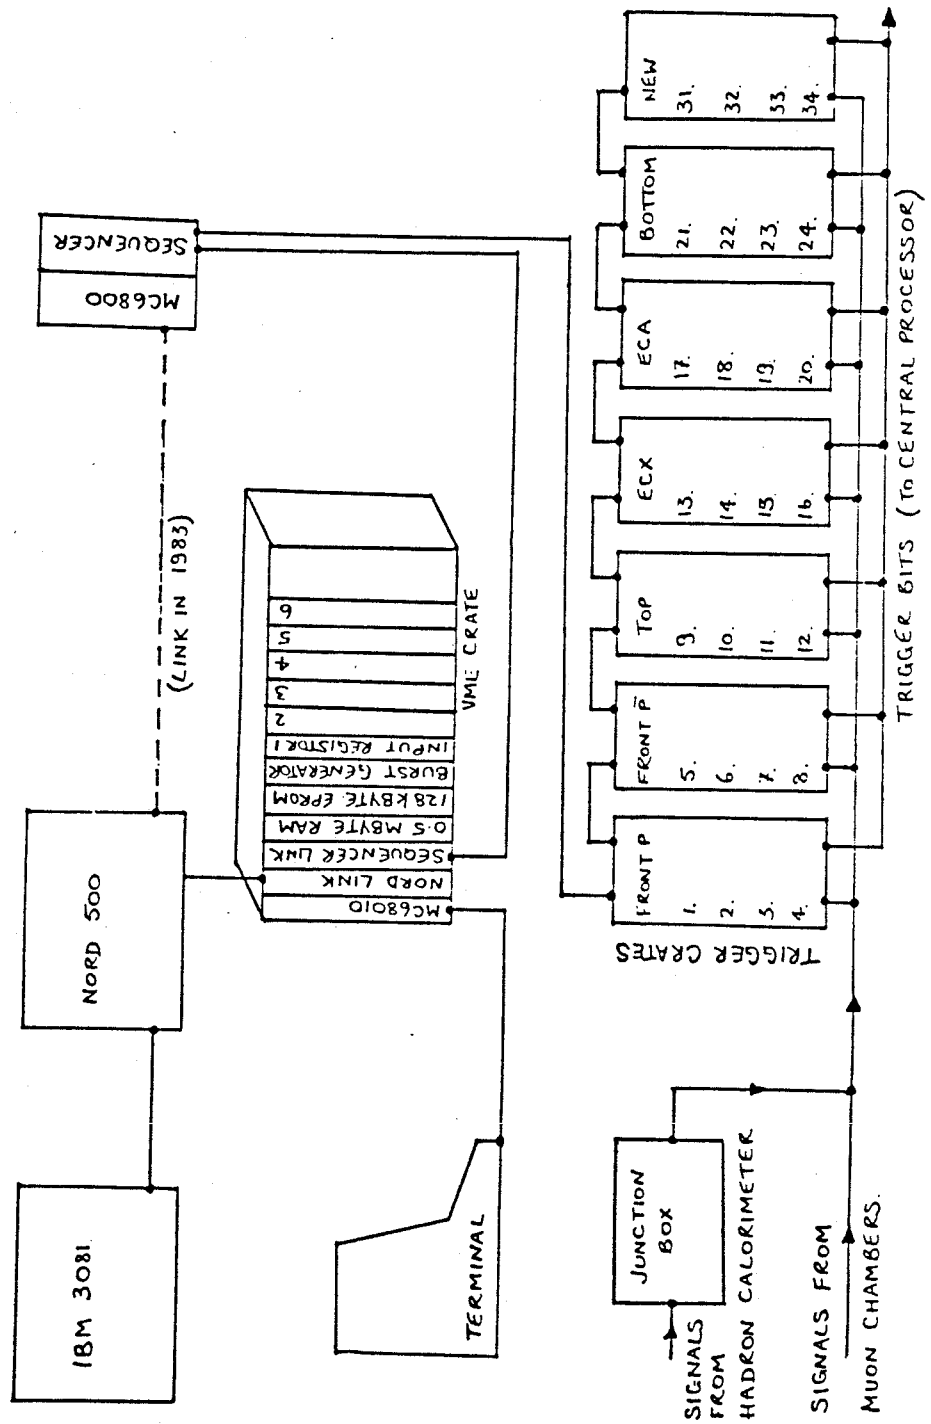 IBM 3081
NORD 500
(LINK IN 1983)
MC6800
SEQUENCER
TERMINAL
MC68010
NORD LINK
SEQUENCER LINK
0.5 MBYTE RAM
128 KBYTE EPROM
BURST GENERATOR
INPUT REGISTOR 1
2
3
4
5
6
VME CRATE
JUNCTION
BOX
SIGNALS
FROM
HADRON CALORIMETER
SIGNALS FROM
MUON CHAMBERS.
TRIGGER CRATES
FRONT P
1.
2.
3.
4.
FRONT P̄
5.
6.
7.
8.
TOP
9.
10.
11.
12.
ECX
13.
14.
15.
16.
ECA
17.
18.
19.
20.
BOTTOM
21.
22.
23.
24.
NEW
31.
32.
33.
34.
TRIGGER BITS (TO CENTRAL PROCESSOR)